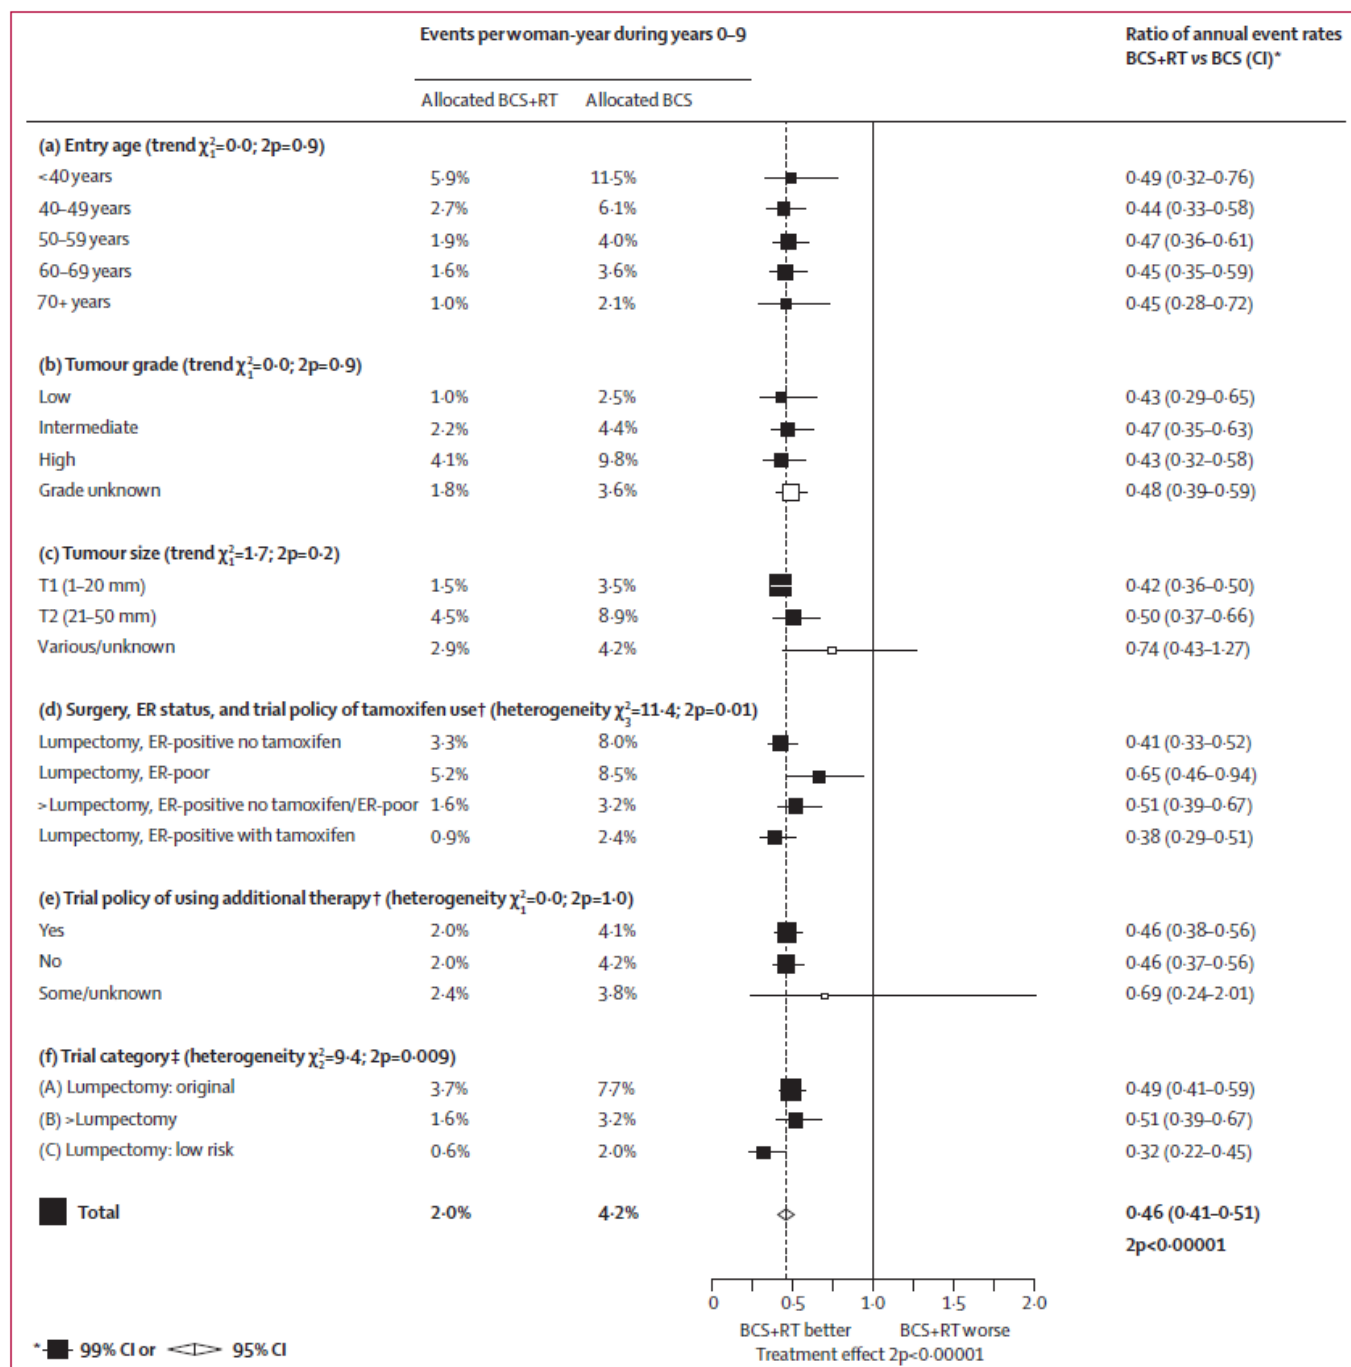 Events per woman-year during years 0–9 Ratio of annual event rates
BCS+RT vs BCS (CI)*
Allocated BCS+RT Allocated BCS
(a) Entry age (trend χ²₁=0·0; 2p=0·9)
<40 years 5·9% 11·5% 0·49 (0·32–0·76)
40–49 years 2·7% 6·1% 0·44 (0·33–0·58)
50–59 years 1·9% 4·0% 0·47 (0·36–0·61)
60–69 years 1·6% 3·6% 0·45 (0·35–0·59)
70+ years 1·0% 2·1% 0·45 (0·28–0·72)
(b) Tumour grade (trend χ²₁=0·0; 2p=0·9)
Low 1·0% 2·5% 0·43 (0·29–0·65)
Intermediate 2·2% 4·4% 0·47 (0·35–0·63)
High 4·1% 9·8% 0·43 (0·32–0·58)
Grade unknown 1·8% 3·6% 0·48 (0·39–0·59)
(c) Tumour size (trend χ²₁=1·7; 2p=0·2)
T1 (1–20 mm) 1·5% 3·5% 0·42 (0·36–0·50)
T2 (21–50 mm) 4·5% 8·9% 0·50 (0·37–0·66)
Various/unknown 2·9% 4·2% 0·74 (0·43–1·27)
(d) Surgery, ER status, and trial policy of tamoxifen use† (heterogeneity χ²₃=11·4; 2p=0·01)
Lumpectomy, ER-positive no tamoxifen 3·3% 8·0% 0·41 (0·33–0·52)
Lumpectomy, ER-poor 5·2% 8·5% 0·65 (0·46–0·94)
>Lumpectomy, ER-positive no tamoxifen/ER-poor 1·6% 3·2% 0·51 (0·39–0·67)
Lumpectomy, ER-positive with tamoxifen 0·9% 2·4% 0·38 (0·29–0·51)
(e) Trial policy of using additional therapy† (heterogeneity χ²₁=0·0; 2p=1·0)
Yes 2·0% 4·1% 0·46 (0·38–0·56)
No 2·0% 4·2% 0·46 (0·37–0·56)
Some/unknown 2·4% 3·8% 0·69 (0·24–2·01)
(f) Trial category‡ (heterogeneity χ²₂=9·4; 2p=0·009)
(A) Lumpectomy: original 3·7% 7·7% 0·49 (0·41–0·59)
(B) >Lumpectomy 1·6% 3·2% 0·51 (0·39–0·67)
(C) Lumpectomy: low risk 0·6% 2·0% 0·32 (0·22–0·45)
Total 2·0% 4·2% 0·46 (0·41–0·51)
2p<0·00001
0 0·5 1·0 1·5 2·0
BCS+RT better BCS+RT worse
* 99% CI or 95% CI Treatment effect 2p<0·00001